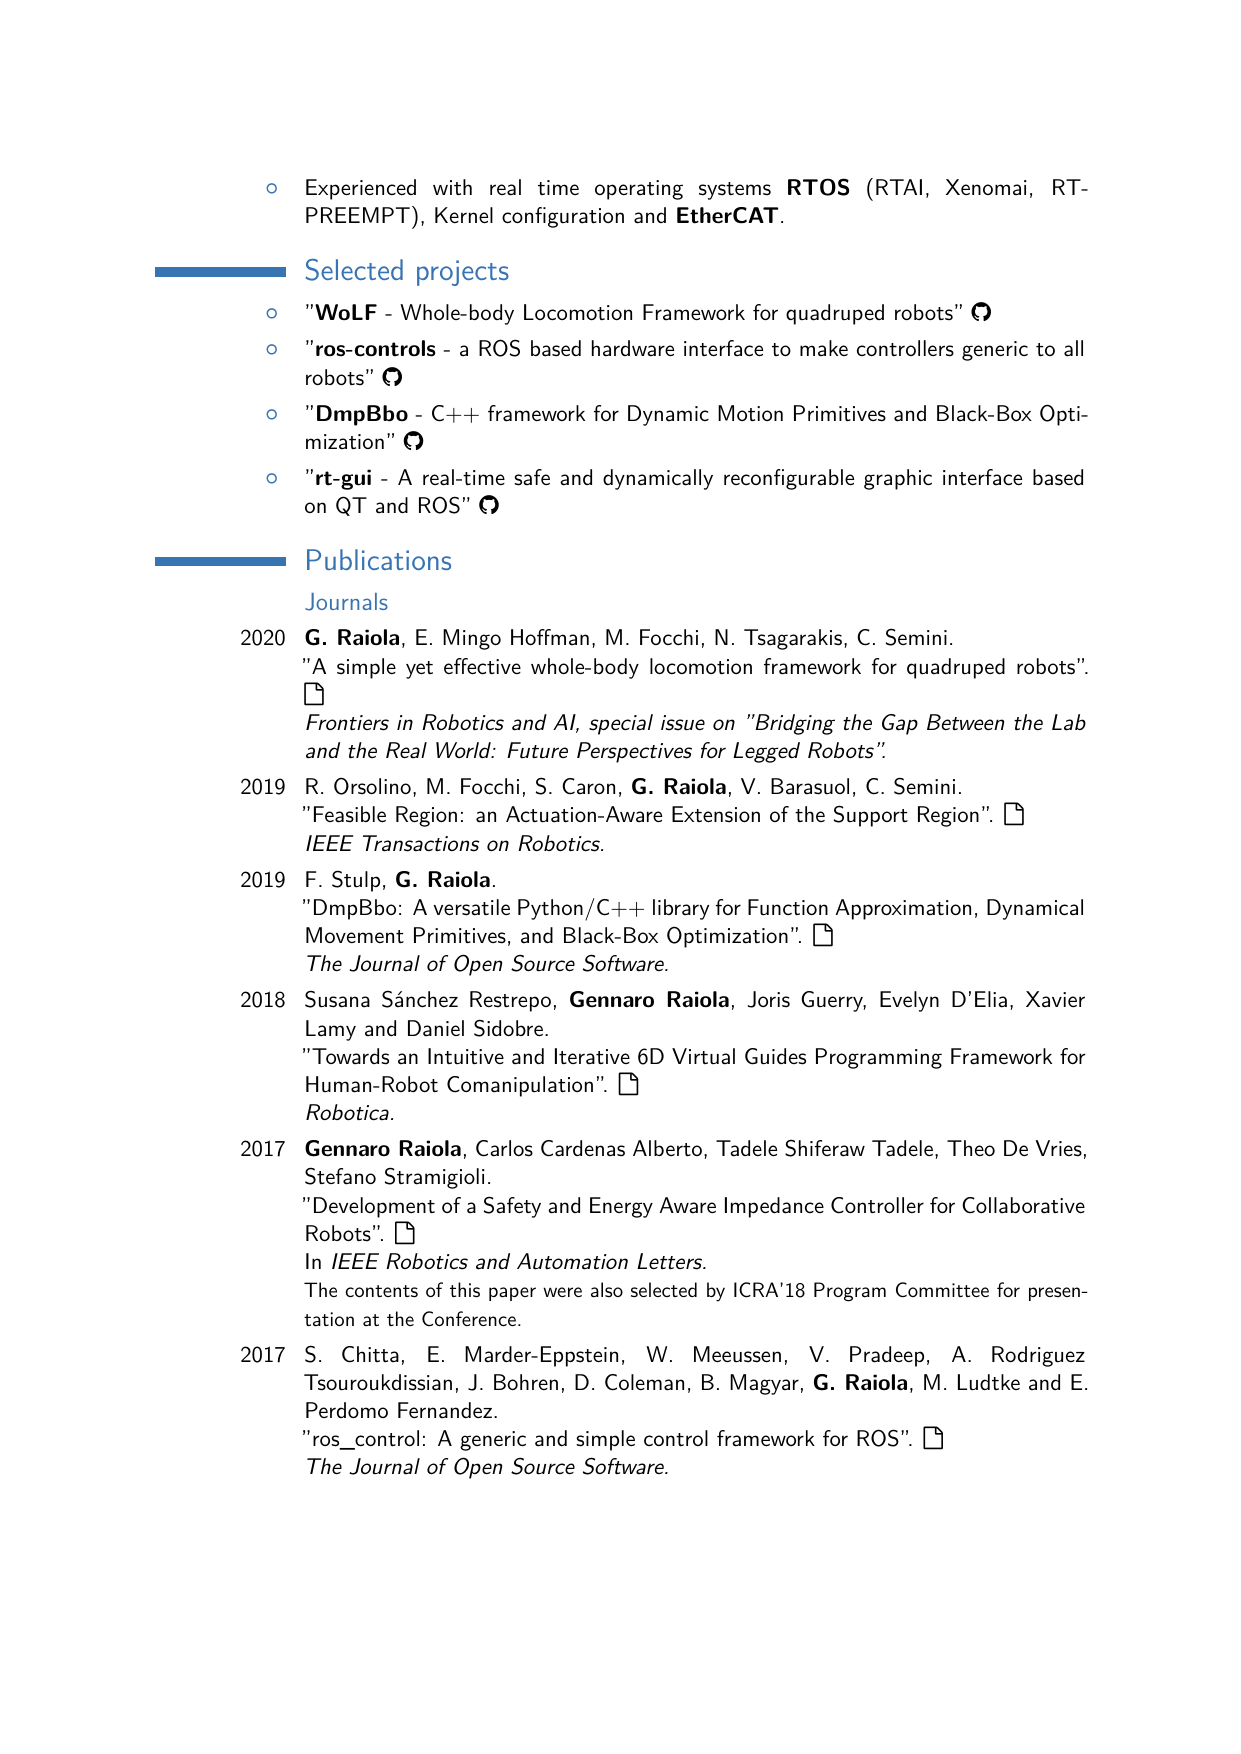 Experienced with real time operating systems RTOS (RTAI, Xenomai, RT-
PREEMPT), Kernel configuration and EtherCAT.
Selected projects
"WoLF - Whole-body Locomotion Framework for quadruped robots"
"ros-controls - a ROS based hardware interface to make controllers generic to all
robots"
"DmpBbo - C++ framework for Dynamic Motion Primitives and Black-Box Opti-
mization"
"rt-gui - A real-time safe and dynamically reconfigurable graphic interface based
on QT and ROS"
Publications
Journals
2020 G. Raiola, E. Mingo Hoffman, M. Focchi, N. Tsagarakis, C. Semini.
"A simple yet effective whole-body locomotion framework for quadruped robots".
Frontiers in Robotics and AI, special issue on "Bridging the Gap Between the Lab
and the Real World: Future Perspectives for Legged Robots".
2019 R. Orsolino, M. Focchi, S. Caron, G. Raiola, V. Barasuol, C. Semini.
"Feasible Region: an Actuation-Aware Extension of the Support Region".
IEEE Transactions on Robotics.
2019 F. Stulp, G. Raiola.
"DmpBbo: A versatile Python/C++ library for Function Approximation, Dynamical
Movement Primitives, and Black-Box Optimization".
The Journal of Open Source Software.
2018 Susana Sánchez Restrepo, Gennaro Raiola, Joris Guerry, Evelyn D'Elia, Xavier
Lamy and Daniel Sidobre.
"Towards an Intuitive and Iterative 6D Virtual Guides Programming Framework for
Human-Robot Comanipulation".
Robotica.
2017 Gennaro Raiola, Carlos Cardenas Alberto, Tadele Shiferaw Tadele, Theo De Vries,
Stefano Stramigioli.
"Development of a Safety and Energy Aware Impedance Controller for Collaborative
Robots".
In IEEE Robotics and Automation Letters.
The contents of this paper were also selected by ICRA'18 Program Committee for presen-
tation at the Conference.
2017 S. Chitta, E. Marder-Eppstein, W. Meeussen, V. Pradeep, A. Rodriguez
Tsouroukdissian, J. Bohren, D. Coleman, B. Magyar, G. Raiola, M. Ludtke and E.
Perdomo Fernandez.
"ros_control: A generic and simple control framework for ROS".
The Journal of Open Source Software.